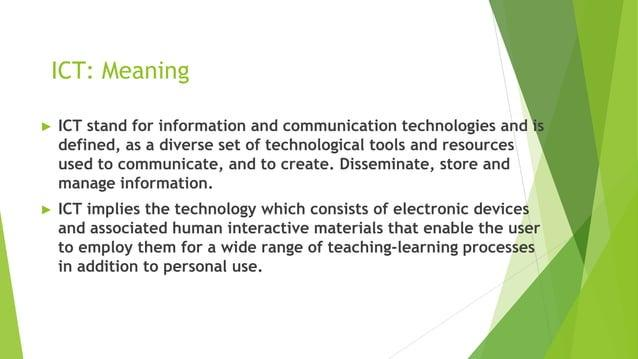 ICT: Meaning
ICT stand for information and communication technologies and is
defined, as a diverse set of technological tools and resources
used to communicate, and to create. Disseminate, store and
manage information.
ICT implies the technology which consists of electronic devices
and associated human interactive materials that enable the user
to employ them for a wide range of teaching-learning processes
in addition to personal use.